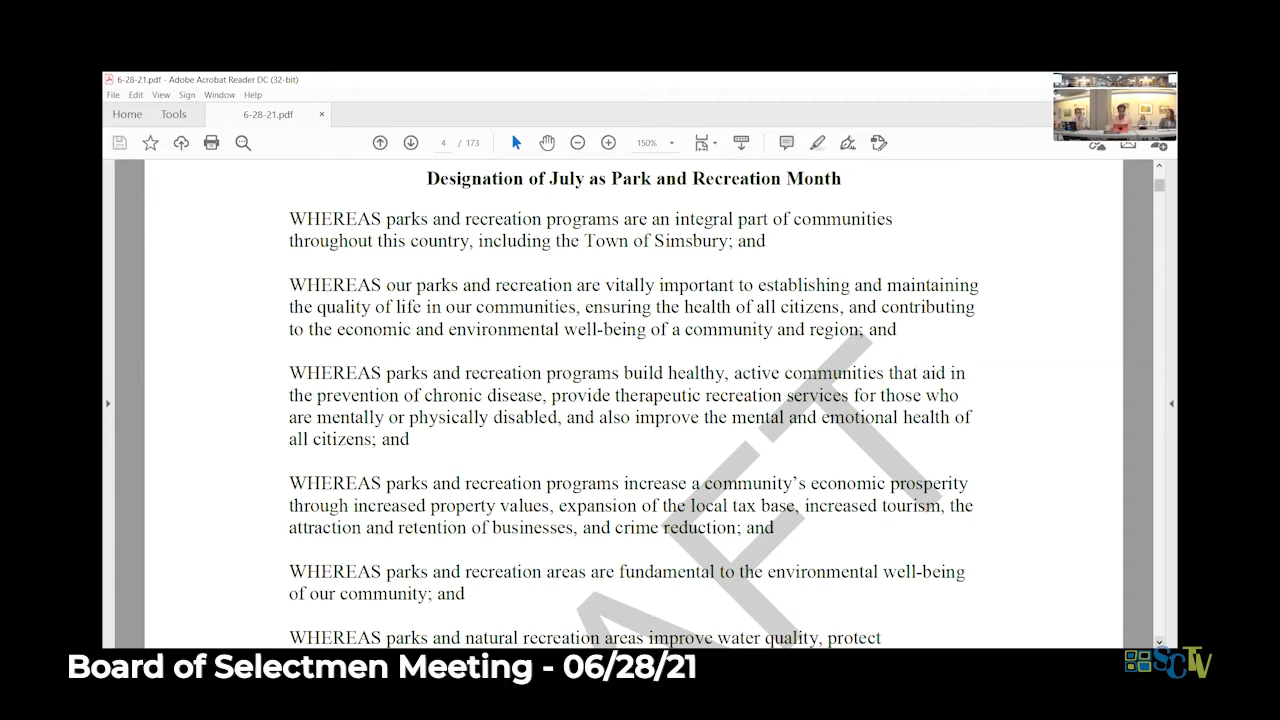 6-28-21.pdf - Adobe Acrobat Reader DC (32-bit)
File Edit View Sign Window Help
Home Tools 6-28-21.pdf ×
4 / 173 150%
Designation of July as Park and Recreation Month
WHEREAS parks and recreation programs are an integral part of communities
throughout this country, including the Town of Simsbury; and
WHEREAS our parks and recreation are vitally important to establishing and maintaining
the quality of life in our communities, ensuring the health of all citizens, and contributing
to the economic and environmental well-being of a community and region; and
WHEREAS parks and recreation programs build healthy, active communities that aid in
the prevention of chronic disease, provide therapeutic recreation services for those who
are mentally or physically disabled, and also improve the mental and emotional health of
all citizens; and
WHEREAS parks and recreation programs increase a community’s economic prosperity
through increased property values, expansion of the local tax base, increased tourism, the
attraction and retention of businesses, and crime reduction; and
WHEREAS parks and recreation areas are fundamental to the environmental well-being
of our community; and
WHEREAS parks and natural recreation areas improve water quality, protect
AFT
Board of Selectmen Meeting - 06/28/21
SCTV